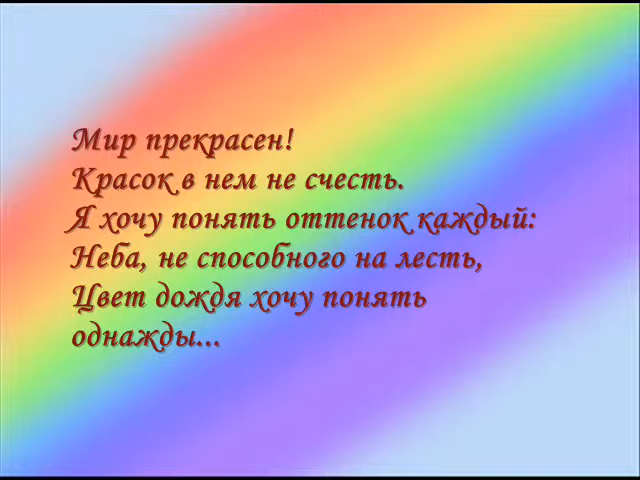 Мир прекрасен!
Красок в нем не счесть.
Я хочу понять оттенок каждый:
Неба, не способного на лесть,
Цвет дождя хочу понять
однажды...